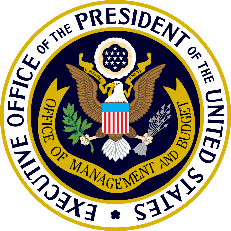 EXECUTIVE OFFICE OF THE PRESIDENT OF THE UNITED STATES
OFFICE OF MANAGEMENT AND BUDGET